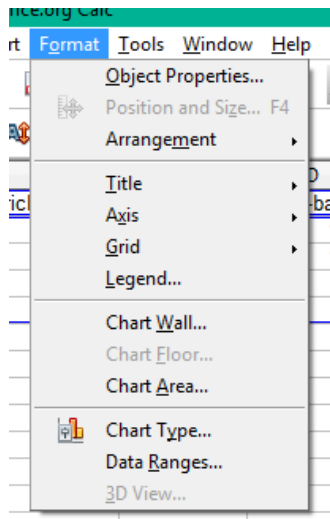 ice.org Calc
rt Format Tools Window Help
Object Properties...
Position and Size... F4
Arrangement
Title
D
Axis
Grid
Legend...
Chart Wall...
Chart Floor...
Chart Area...
Chart Type...
Data Ranges...
3D View...